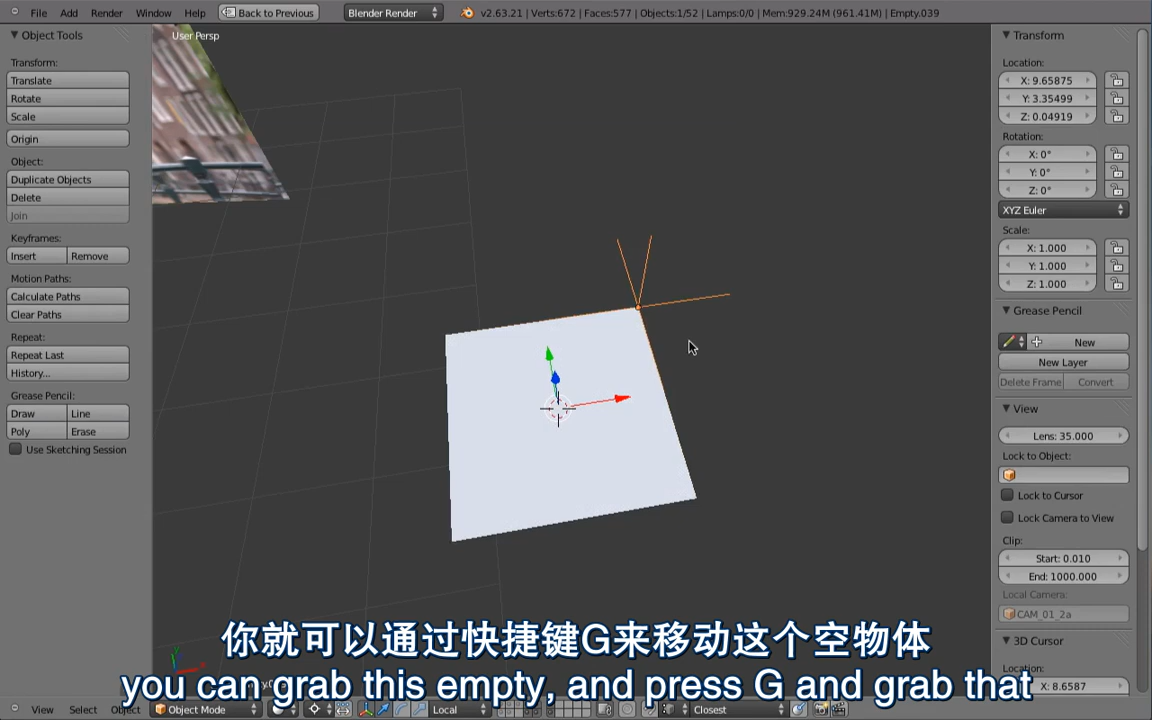 File Add Render Window Help Back to Previous Blender Render v2.63.21 | Verts:672 | Faces:577 | Objects:1/52 | Lamps:0/0 | Mem:929.24M (961.41M) | Empty.039
Object Tools
Transform:
Translate
Rotate
Scale
Origin
Object:
Duplicate Objects
Delete
Join
Keyframes:
Insert Remove
Motion Paths:
Calculate Paths
Clear Paths
Repeat:
Repeat Last
History...
Grease Pencil:
Draw Line
Poly Erase
Use Sketching Session
User Persp
Transform
Location:
X: 9.65875
Y: 3.35499
Z: 0.04919
Rotation:
X: 0°
Y: 0°
Z: 0°
XYZ Euler
Scale:
X: 1.000
Y: 1.000
Z: 1.000
Grease Pencil
New
New Layer
Delete Frame Convert
View
Lens: 35.000
Lock to Object:
Lock to Cursor
Lock Camera to View
Clip:
Start: 0.010
End: 1000.000
Local Camera:
CAM_01_2a
3D Cursor
Location:
X: 8.6587
你就可以通过快捷键G来移动这个空物体
you can grab this empty, and press G and grab that
View Select Object Object Mode Local Closest